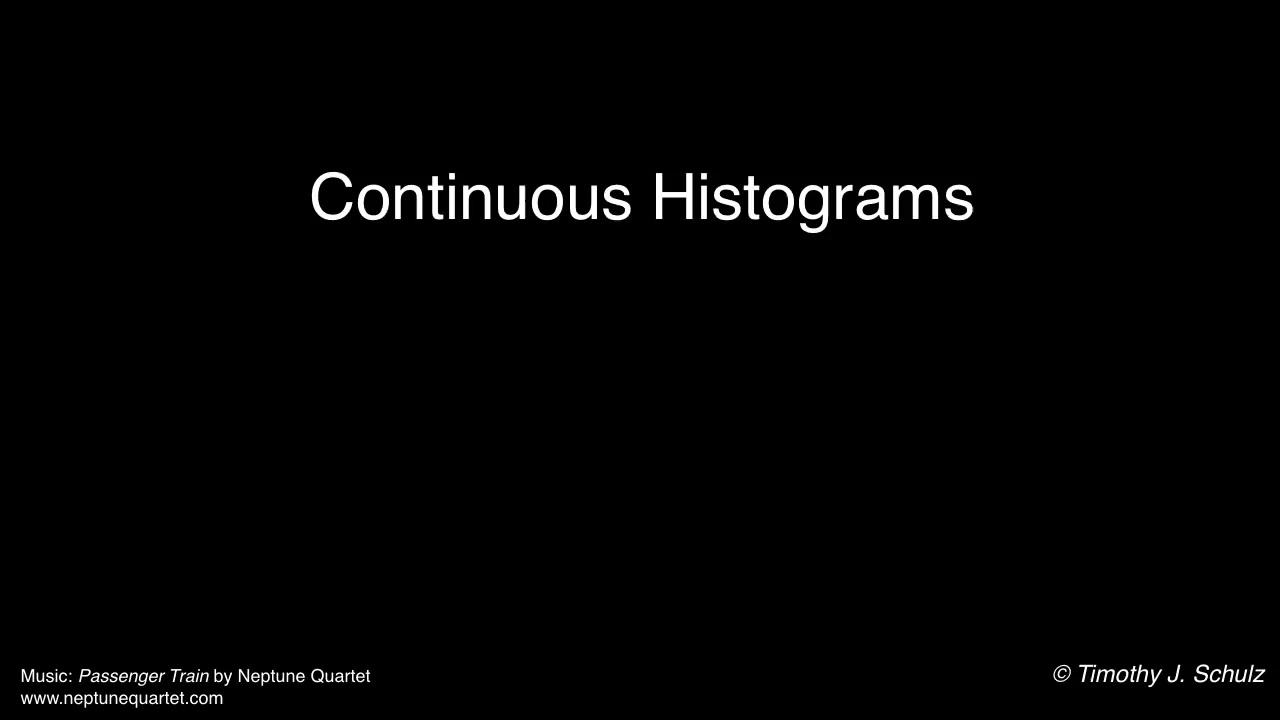 Continuous Histograms
Music: Passenger Train by Neptune Quartet
www.neptunequartet.com
© Timothy J. Schulz